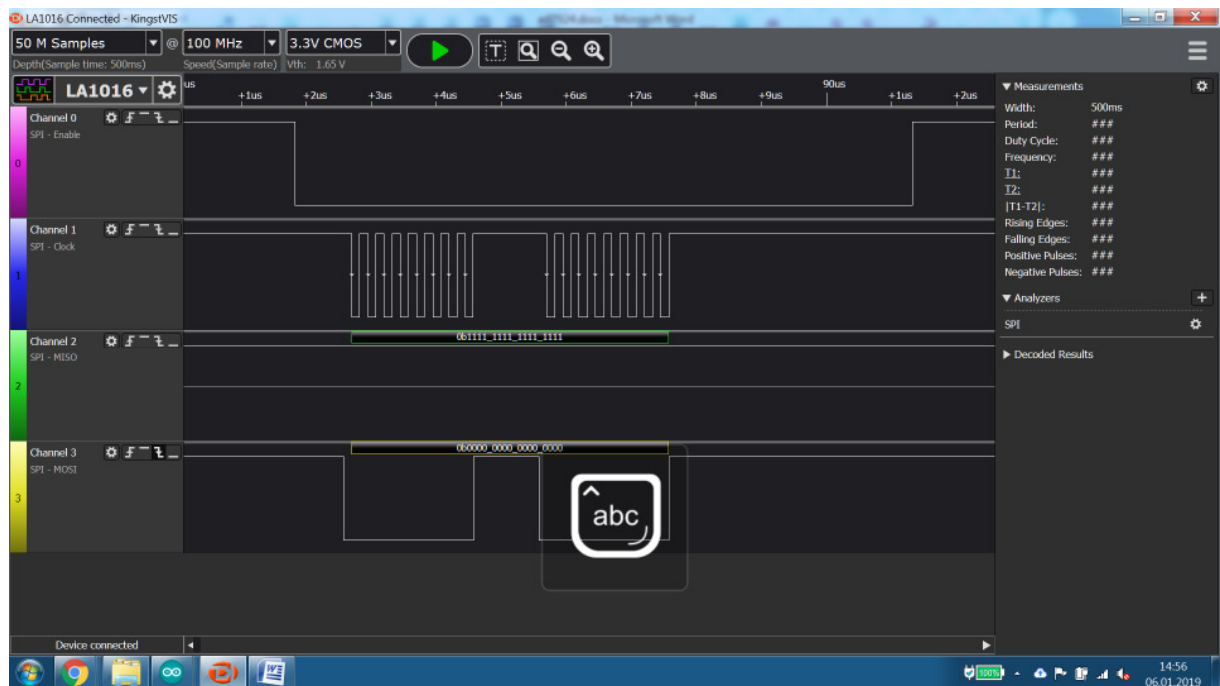 LA1016 Connected - KingstVIS
50 M Samples @ 100 MHz 3.3V CMOS
Depth(Sample time: 500ms) Speed(Sample rate) Vth: 1.65 V
LA1016
us +1us +2us +3us +4us +5us +6us +7us +8us +9us 90us +1us +2us
Channel 0
SPI - Enable
0
Channel 1
SPI - Clock
1
0b1111_1111_1111_1111
Channel 2
SPI - MISO
2
0b0000_0000_0000_0000
Channel 3
SPI - MOSI
3
abc
Measurements
Width: 500ms
Period: ###
Duty Cycle: ###
Frequency: ###
T1: ###
T2: ###
|T1-T2|: ###
Rising Edges: ###
Falling Edges: ###
Positive Pulses: ###
Negative Pulses: ###
Analyzers
SPI
Decoded Results
Device connected
100%
14:56
06.01.2019